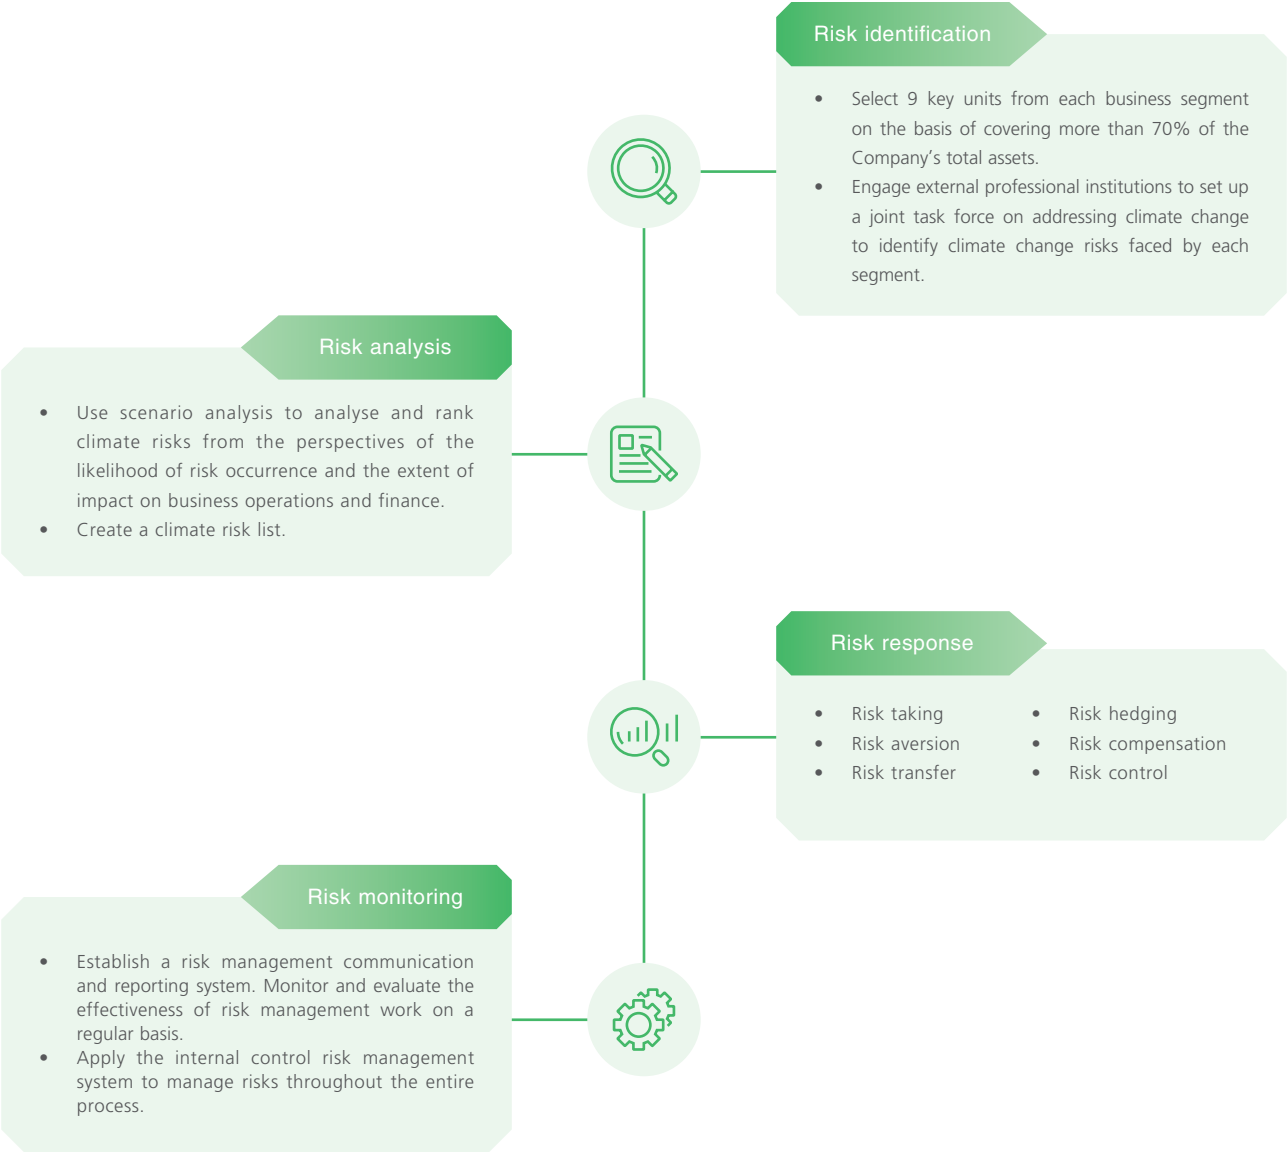 Risk identification
• Select 9 key units from each business segment
on the basis of covering more than 70% of the
Company's total assets.
• Engage external professional institutions to set up
a joint task force on addressing climate change
to identify climate change risks faced by each
segment.
Risk analysis
• Use scenario analysis to analyse and rank
climate risks from the perspectives of the
likelihood of risk occurrence and the extent of
impact on business operations and finance.
• Create a climate risk list.
Risk response
• Risk taking
• Risk aversion
• Risk transfer
• Risk hedging
• Risk compensation
• Risk control
Risk monitoring
• Establish a risk management communication
and reporting system. Monitor and evaluate the
effectiveness of risk management work on a
regular basis.
• Apply the internal control risk management
system to manage risks throughout the entire
process.